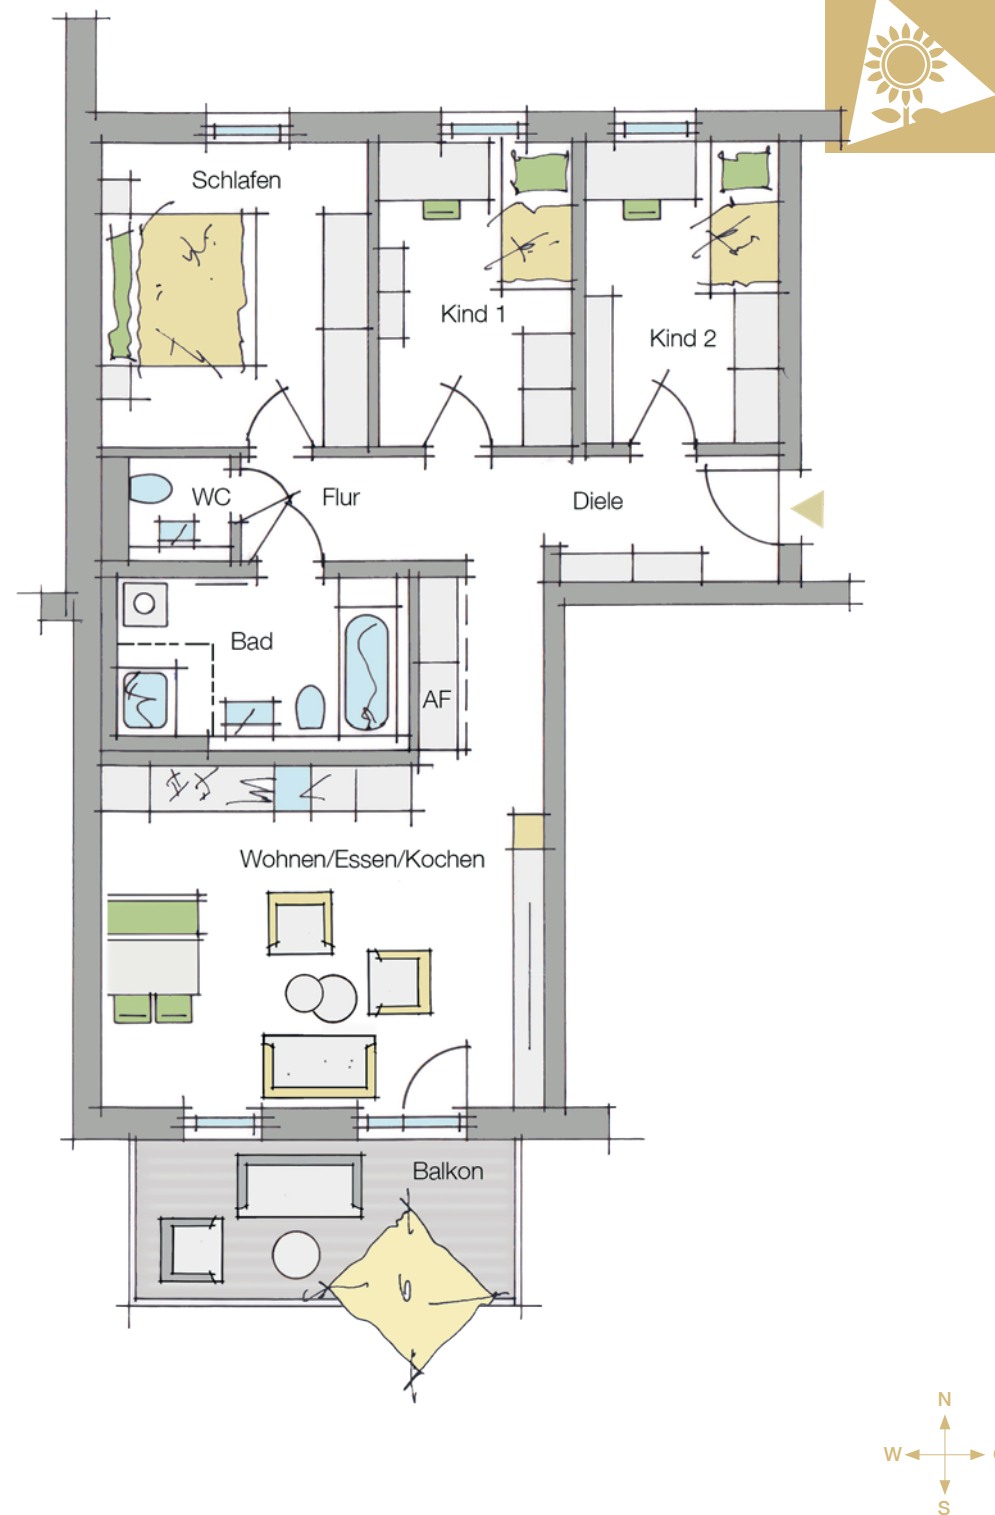 Schlafen
Kind 1
Kind 2
WC
Flur
Diele
Bad
AF
Wohnen/Essen/Kochen
Balkon
N
W
S